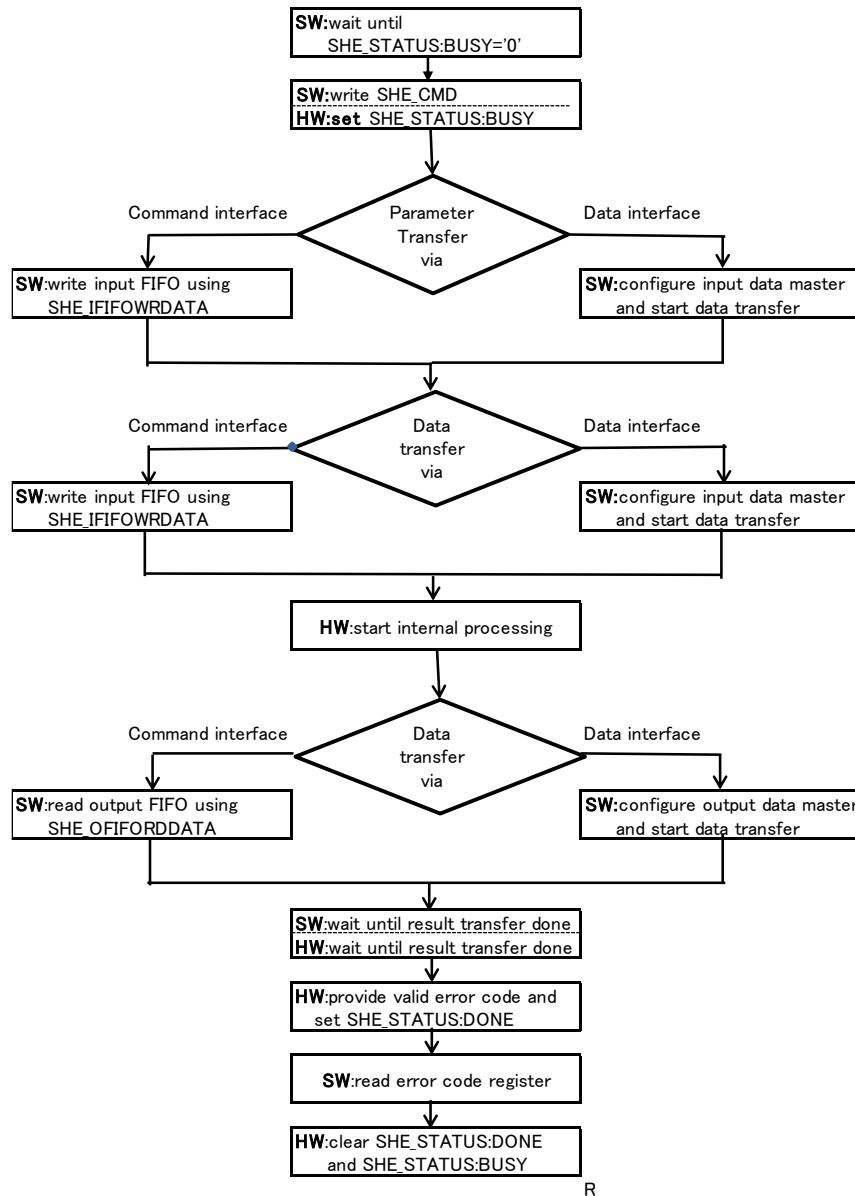 SW:wait until
SHE_STATUS:BUSY='0'
SW:write SHE_CMD
HW:set SHE_STATUS:BUSY
Parameter
Transfer
via
Command interface
Data interface
SW:write input FIFO using
SHE_IFIFOWRDATA
SW:configure input data master
and start data transfer
Data
transfer
via
Command interface
Data interface
SW:write input FIFO using
SHE_IFIFOWRDATA
SW:configure input data master
and start data transfer
HW:start internal processing
Data
transfer
via
Command interface
Data interface
SW:read output FIFO using
SHE_OFIFORDDATA
SW:configure output data master
and start data transfer
SW:wait until result transfer done
HW:wait until result transfer done
HW:provide valid error code and
set SHE_STATUS:DONE
SW:read error code register
HW:clear SHE_STATUS:DONE
and SHE_STATUS:BUSY
R